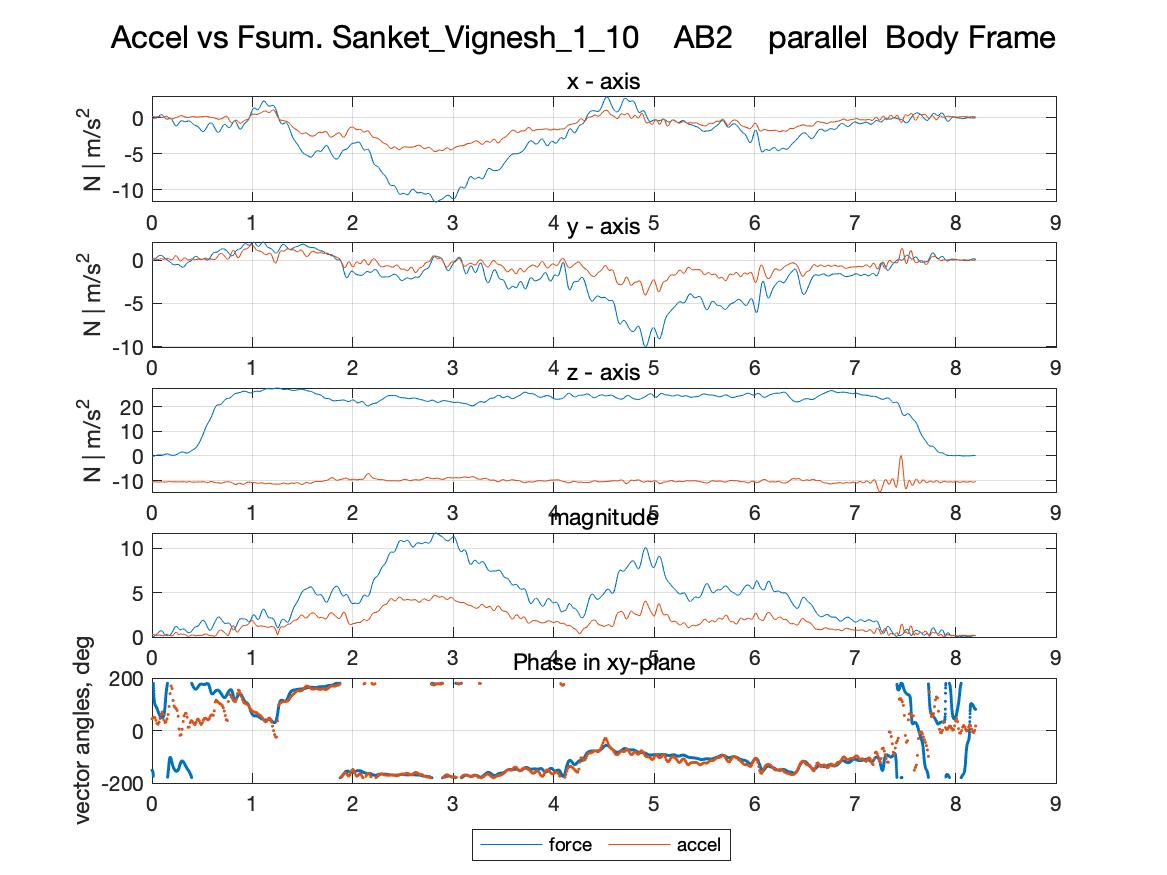 Accel vs Fsum. Sanket_Vignesh_1_10 AB2 parallel Body Frame
x - axis
N | m/s2
0
-5
-10
0 1 2 3 4 5 6 7 8 9
y - axis
N | m/s2
0
-5
-10
0 1 2 3 4 5 6 7 8 9
z - axis
N | m/s2
20
10
0
-10
0 1 2 3 4 5 6 7 8 9
magnitude
10
5
0
0 1 2 3 4 5 6 7 8 9
Phase in xy-plane
vector angles, deg
200
0
-200
0 1 2 3 4 5 6 7 8 9
force accel